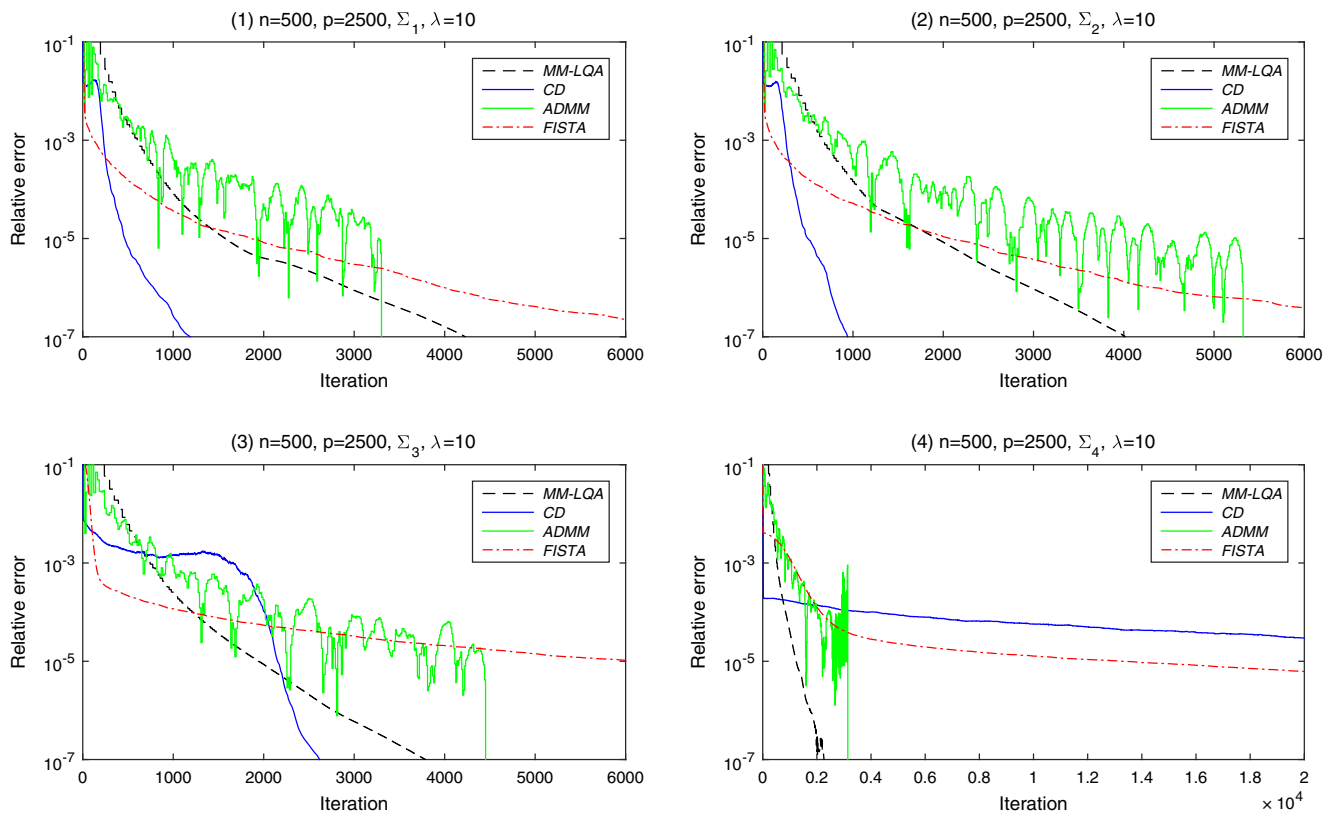 (1) n=500, p=2500, Σ₁, λ=10
10⁻¹
10⁻³
10⁻⁵
10⁻⁷
Relative error
0 1000 2000 3000 4000 5000 6000
Iteration
MM-LQA
CD
ADMM
FISTA
(2) n=500, p=2500, Σ₂, λ=10
10⁻¹
10⁻³
10⁻⁵
10⁻⁷
Relative error
0 1000 2000 3000 4000 5000 6000
Iteration
MM-LQA
CD
ADMM
FISTA
(3) n=500, p=2500, Σ₃, λ=10
10⁻¹
10⁻³
10⁻⁵
10⁻⁷
Relative error
0 1000 2000 3000 4000 5000 6000
Iteration
MM-LQA
CD
ADMM
FISTA
(4) n=500, p=2500, Σ₄, λ=10
10⁻¹
10⁻³
10⁻⁵
10⁻⁷
Relative error
0 0.2 0.4 0.6 0.8 1 1.2 1.4 1.6 1.8 2
Iteration
× 10⁴
MM-LQA
CD
ADMM
FISTA